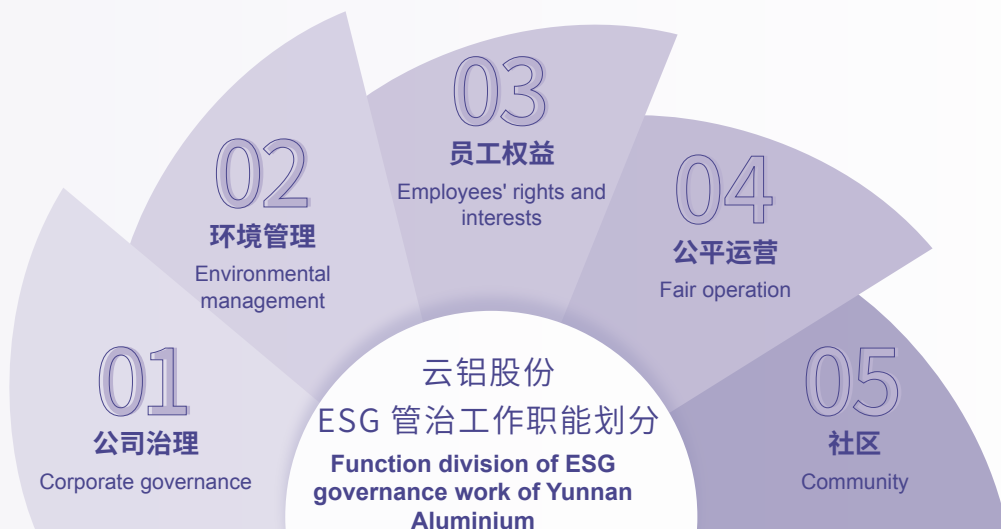 01
公司治理
Corporate governance
02
环境管理
Environmental
management
03
员工权益
Employees' rights and
interests
04
公平运营
Fair operation
05
社区
Community
云铝股份
ESG 管治工作职能划分
Function division of ESG
governance work of Yunnan
Aluminium